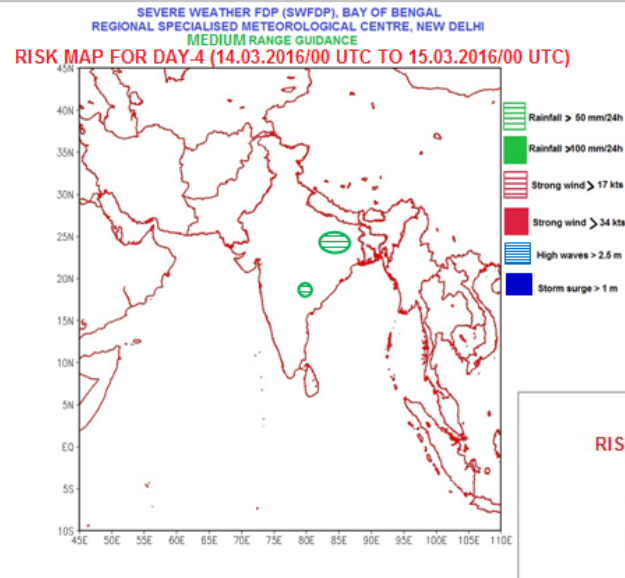 SEVERE WEATHER FDP (SWFDP), BAY OF BENGAL
REGIONAL SPECIALISED METEOROLOGICAL CENTRE, NEW DELHI
MEDIUM RANGE GUIDANCE
RISK MAP FOR DAY-4 (14.03.2016/00 UTC TO 15.03.2016/00 UTC)
45N
40N
35N
30N
25N
20N
15N
10N
5N
EQ
5S
10S
45E 50E 55E 60E 65E 70E 75E 80E 85E 90E 95E 100E 105E 110E
Rainfall > 50 mm/24h
Rainfall >100 mm/24h
Strong wind > 17 kts
Strong wind > 34 kts
High waves > 2.5 m
Storm surge > 1 m
RIS